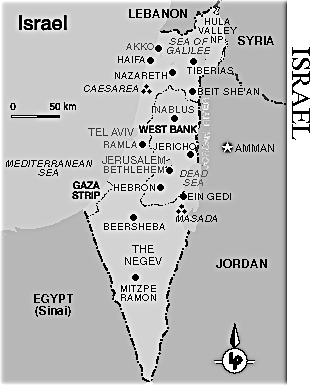 Israel
LEBANON
HULA
VALLEY
NP
SYRIA
SEA OF
GALILEE
AKKO
HAIFA
TIBERIAS
NAZARETH
CAESAREA
BEIT SHE'AN
0 50 km
NABLUS
WEST BANK
TEL AVIV
RAMLA
JERICHO
AMMAN
JERUSALEM
BETHLEHEM
MEDITERRANEAN
SEA
DEAD
SEA
GAZA
STRIP
HEBRON
EIN GEDI
MASADA
BEERSHEBA
THE
NEGEV
JORDAN
MITZPE
RAMON
EGYPT
(Sinai)
lp
ISRAEL